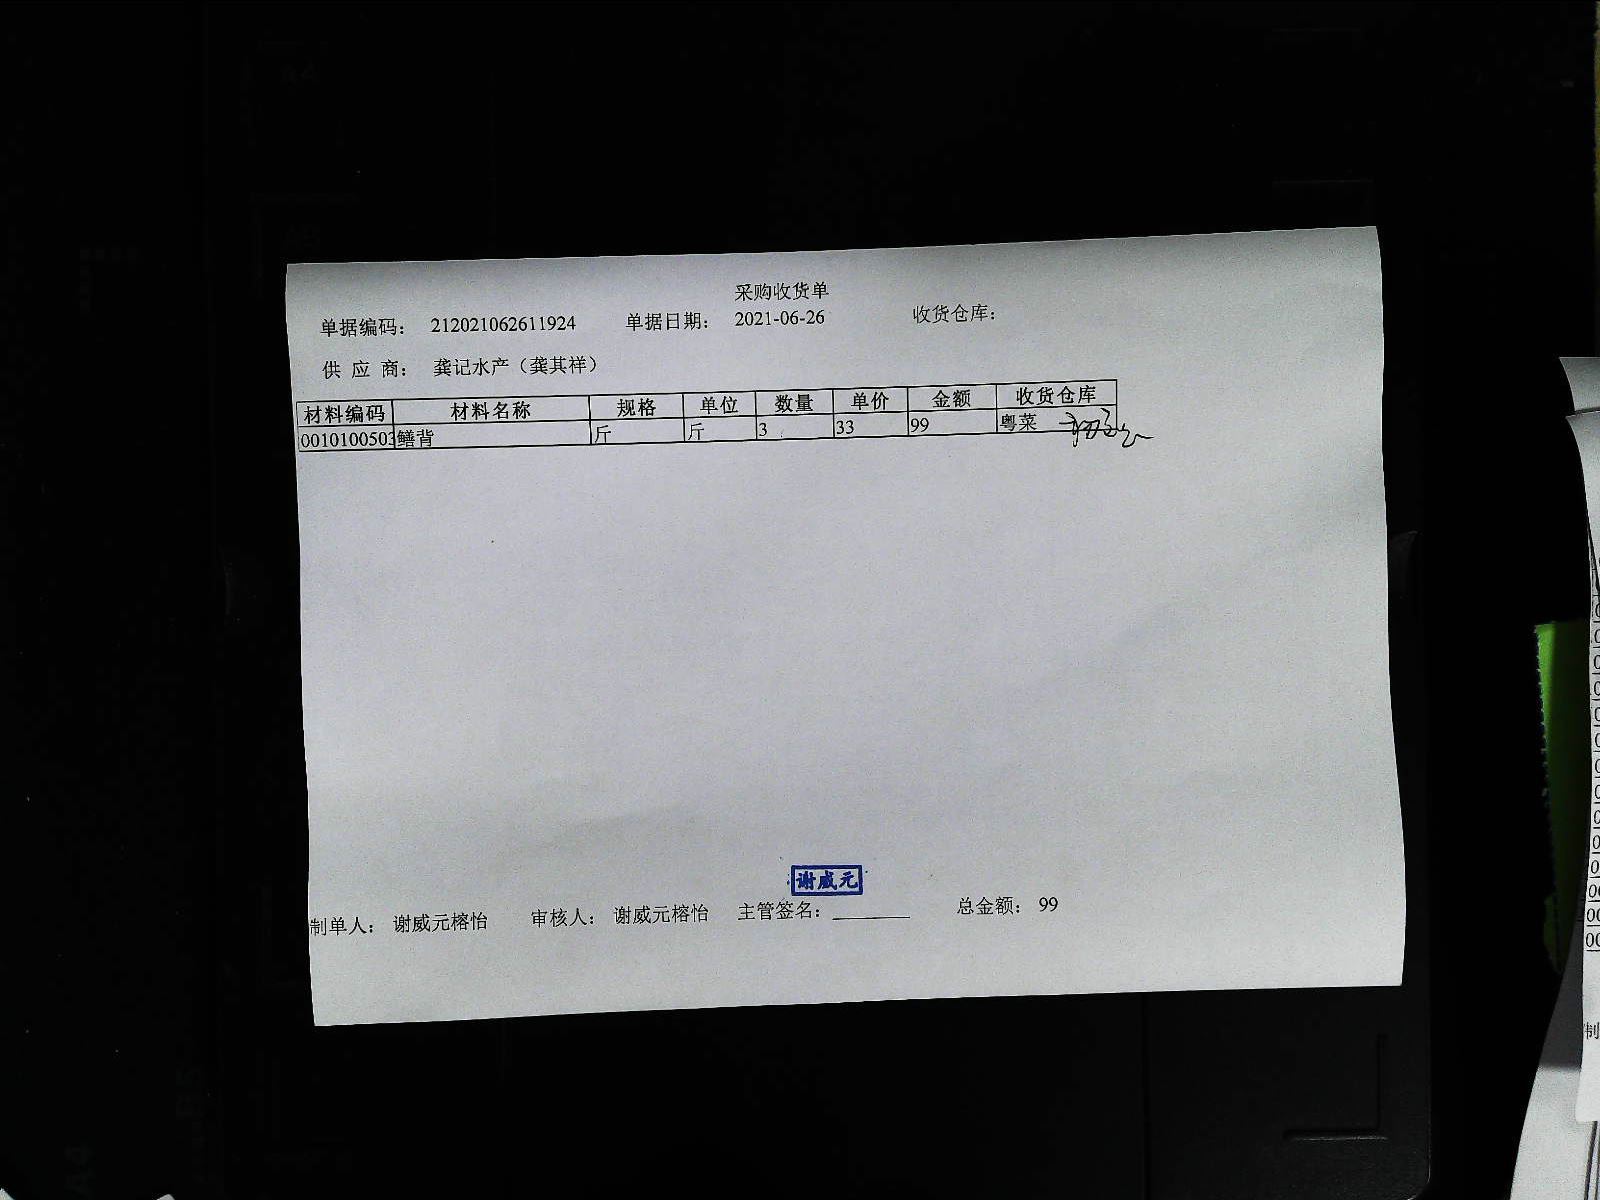 采购收货单
单据编码： 212021062611924 单据日期： 2021-06-26 收货仓库：
供 应 商： 龚记水产（龚其祥）
材料编码 材料名称 规格 单位 数量 单价 金额 收货仓库
0010100503 鳝背 斤 斤 3 33 99 粤菜
谢威元
制单人： 谢威元榕怡 审核人： 谢威元榕怡 主管签名： 总金额： 99